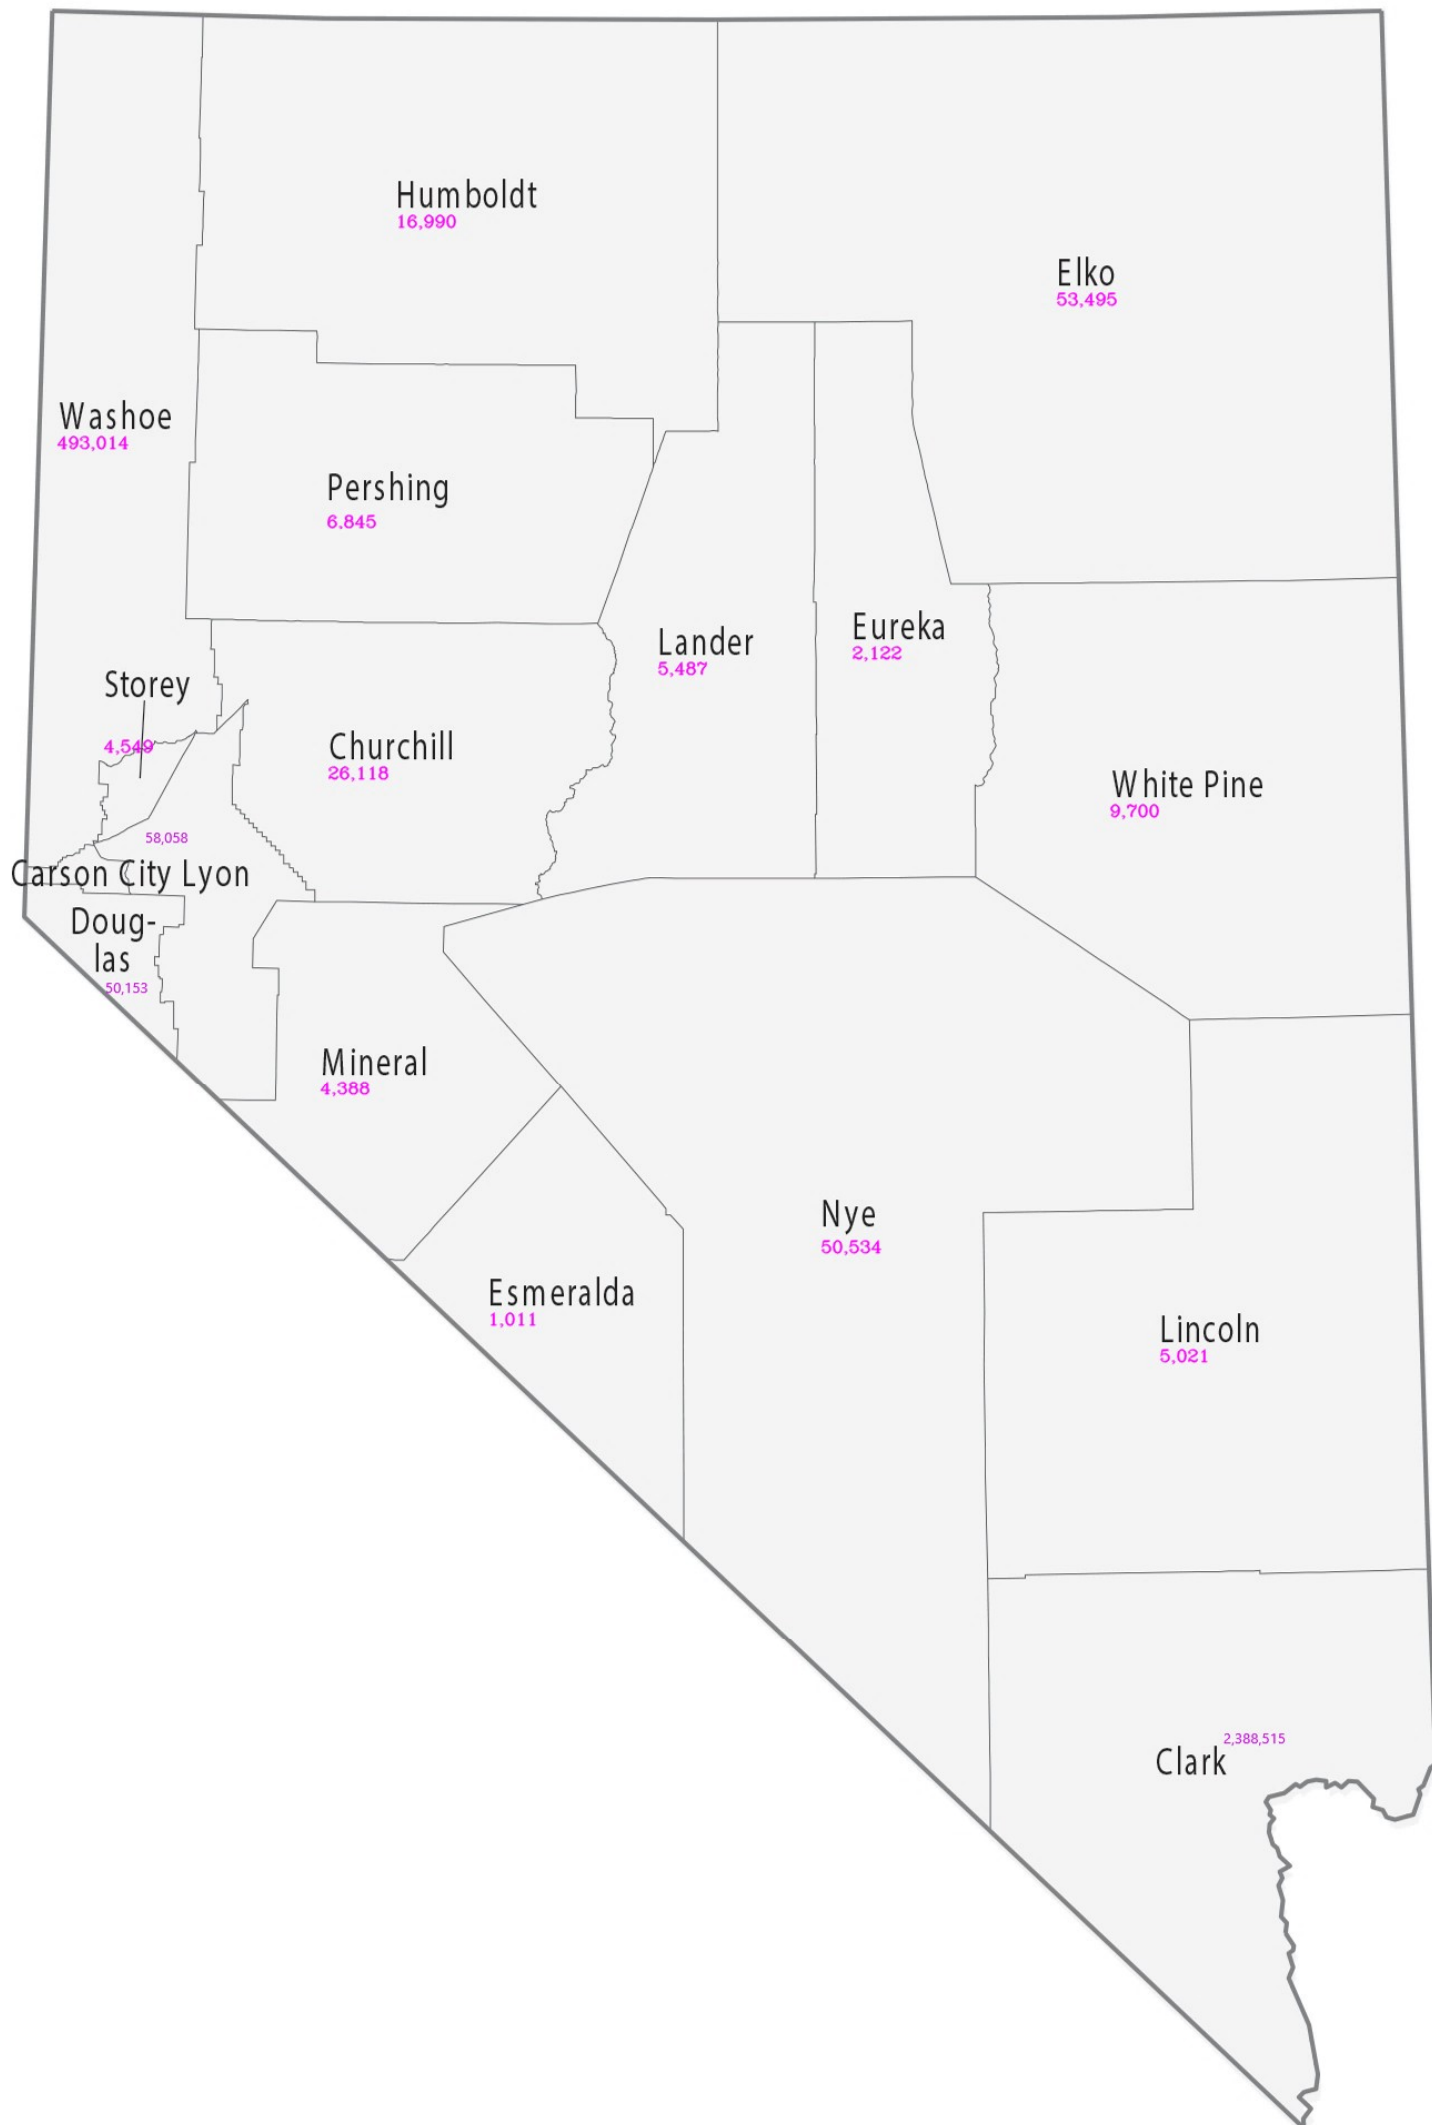 Humboldt
16,990
Elko
53,495
Washoe
493,014
Pershing
6,845
Lander
5,487
Eureka
2,122
Storey
4,549
Churchill
26,118
White Pine
9,700
58,058
Carson City Lyon
Doug-
las
50,153
Mineral
4,388
Nye
50,534
Esmeralda
1,011
Lincoln
5,021
2,388,515
Clark